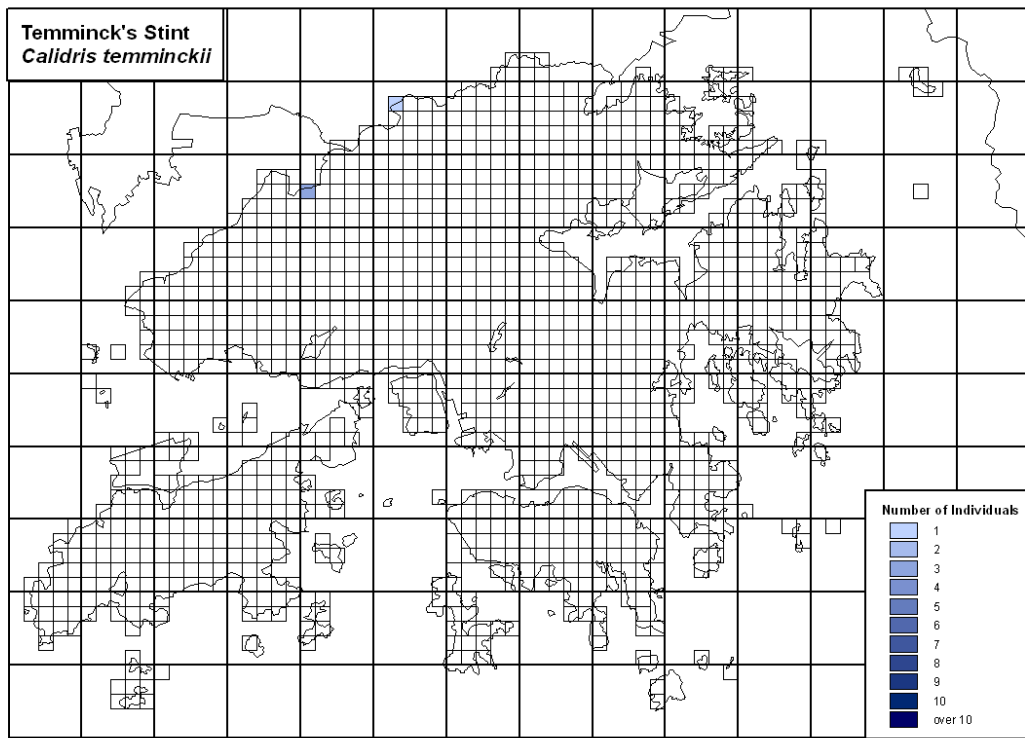 Temminck's Stint
Calidris temminckii
Number of Individuals
1
2
3
4
5
6
7
8
9
10
over 10